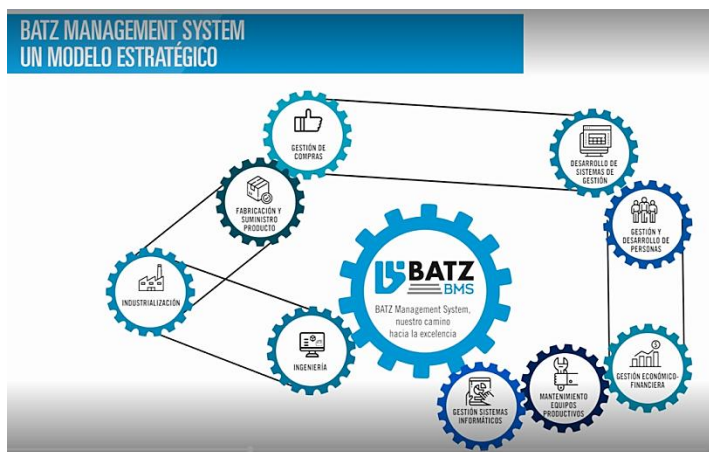 BATZ MANAGEMENT SYSTEM
UN MODELO ESTRATÉGICO
GESTIÓN DE
COMPRAS
DESARROLLO DE
SISTEMAS DE
GESTIÓN
FABRICACIÓN Y
SUMINISTRO
PRODUCTO
GESTIÓN Y
DESARROLLO DE
PERSONAS
INDUSTRIALIZACIÓN
BATZ
BMS
BATZ Management System,
nuestro camino
hacia la excelencia
INGENIERÍA
GESTIÓN ECONÓMICO-
FINANCIERA
MANTENIMIENTO
EQUIPOS
PRODUCTIVOS
GESTIÓN SISTEMAS
INFORMÁTICOS